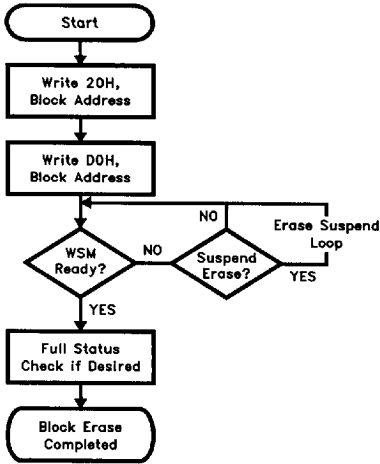 Start
Write 20H,
Block Address
Write D0H,
Block Address
NO
Erase Suspend
Loop
WSM
Ready?
NO
Suspend
Erase?
YES
YES
Full Status
Check if Desired
Block Erase
Completed